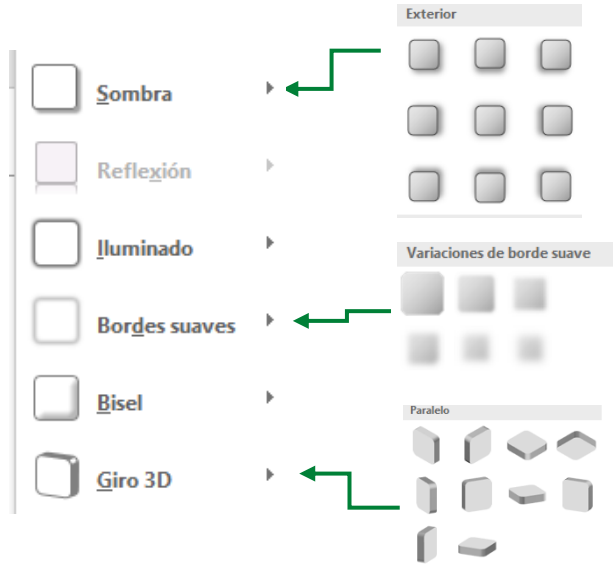 Exterior
Sombra
Reflexión
Iluminado
Variaciones de borde suave
Bordes suaves
Bisel
Paralelo
Giro 3D